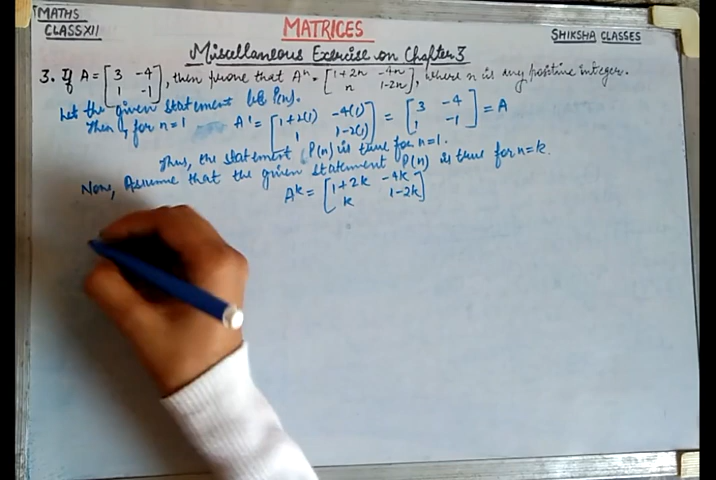 MATHS
CLASS XII
MATRICES
SHIKSHA CLASSES
Miscellaneous Exercise on Chapter 3
3. If A = [3 -4; 1 -1], then prove that Aⁿ = [1+2n -4n; n 1-2n], where n is any positive integer.
Let the given statement be P(n).
Then, for n=1 A¹ = [1+2(1) -4(1); 1 1-2(1)] = [3 -4; 1 -1] = A
Thus, the statement P(n) is true for n=1.
Now, Assume that the given statement P(n) is true for n=k.
Aᵏ = [1+2k -4k; k 1-2k]